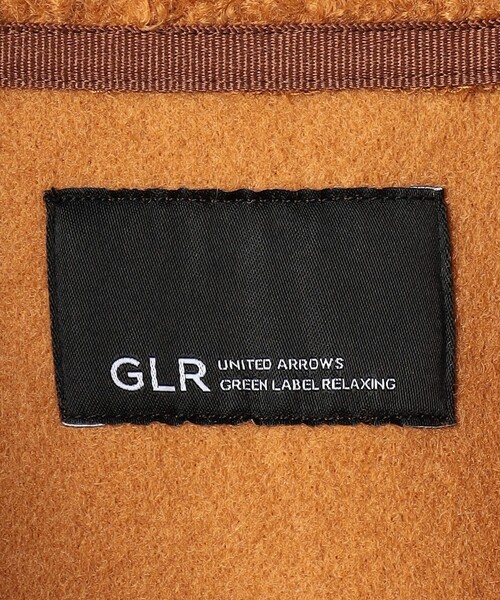 GLR
UNITED ARROWS
GREEN LABEL RELAXING